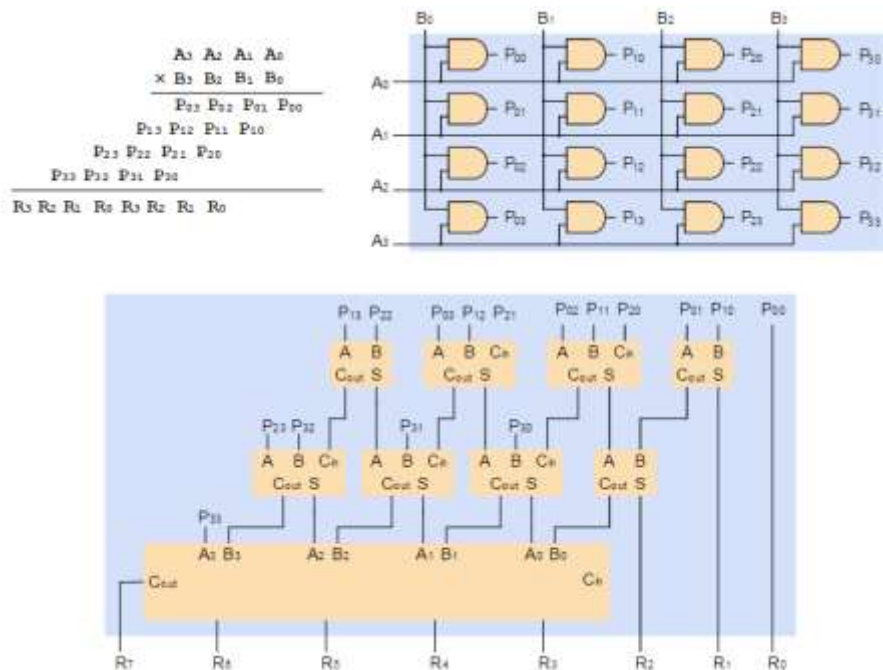 A3 A2 A1 A0
× B3 B2 B1 B0
P03 P02 P01 P00
P13 P12 P11 P10
P23 P22 P21 P20
P33 P32 P31 P30
R3 R2 R1 R0 R3 R2 R1 R0
B0 B1 B2 B3
P00 P10 P20 P30
A0
P01 P11 P21 P31
A1
P02 P12 P22 P32
A2
P03 P13 P23 P33
A3
P13 P22 P03 P12 P21 P02 P11 P20 P01 P10 P00
A B A B Cin A B Cin A B
Cout S Cout S Cout S Cout S
P23 P32 P31 P30
A B Cin A B Cin A B Cin A B
Cout S Cout S Cout S Cout S
P33
A3 B3 A2 B2 A1 B1 A0 B0
Cout Cin
R7 R6 R5 R4 R3 R2 R1 R0